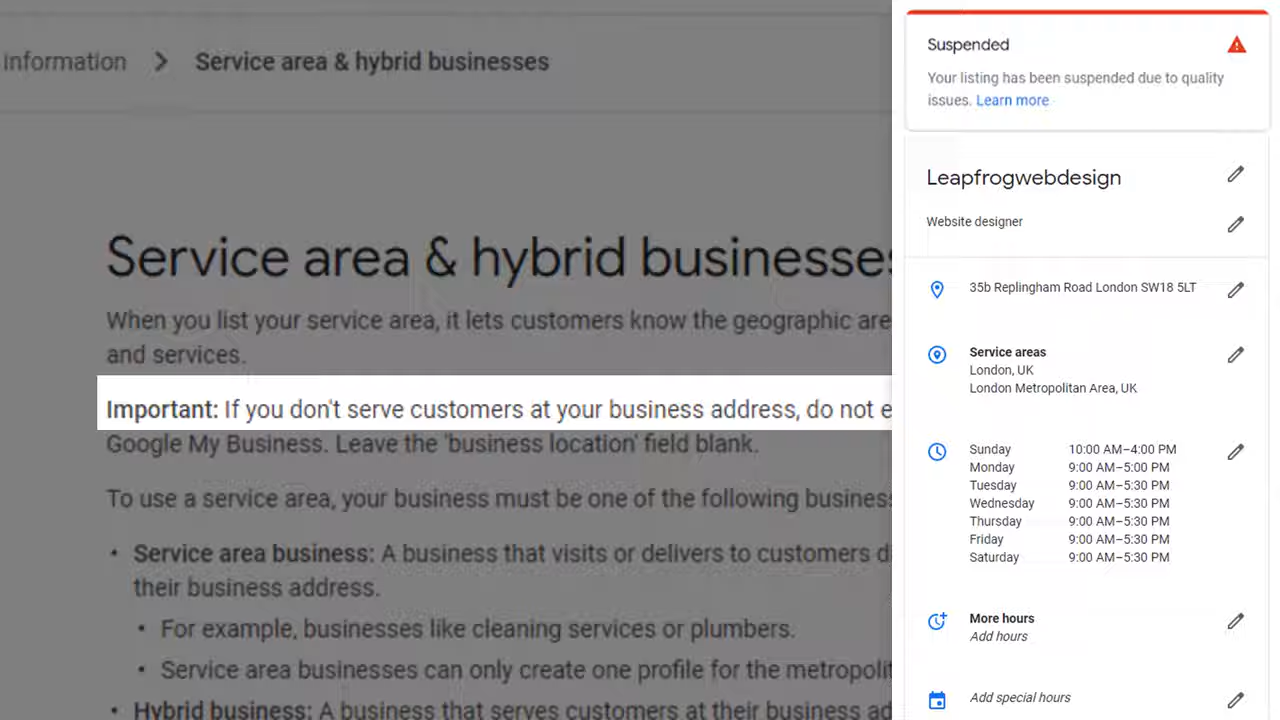 Information > Service area & hybrid businesses
Service area & hybrid businesses
When you list your service area, it lets customers know the geographic
and services.
Important: If you don't serve customers at your business address, do not
Google My Business. Leave the 'business location' field blank.
To use a service area, your business must be one of the following
Service area business: A business that visits or delivers to customers
their business address.
For example, businesses like cleaning services or plumbers.
Service area businesses can only create one profile for the
Hybrid business: A business that serves customers at their business
Suspended
Your listing has been suspended due to quality
issues. Learn more
Leapfrogwebdesign
Website designer
35b Replingham Road London SW18 5LT
Service areas
London, UK
London Metropolitan Area, UK
Sunday 10:00 AM–4:00 PM
Monday 9:00 AM–5:00 PM
Tuesday 9:00 AM–5:30 PM
Wednesday 9:00 AM–5:30 PM
Thursday 9:00 AM–5:30 PM
Friday 9:00 AM–5:30 PM
Saturday 9:00 AM–5:30 PM
More hours
Add hours
Add special hours